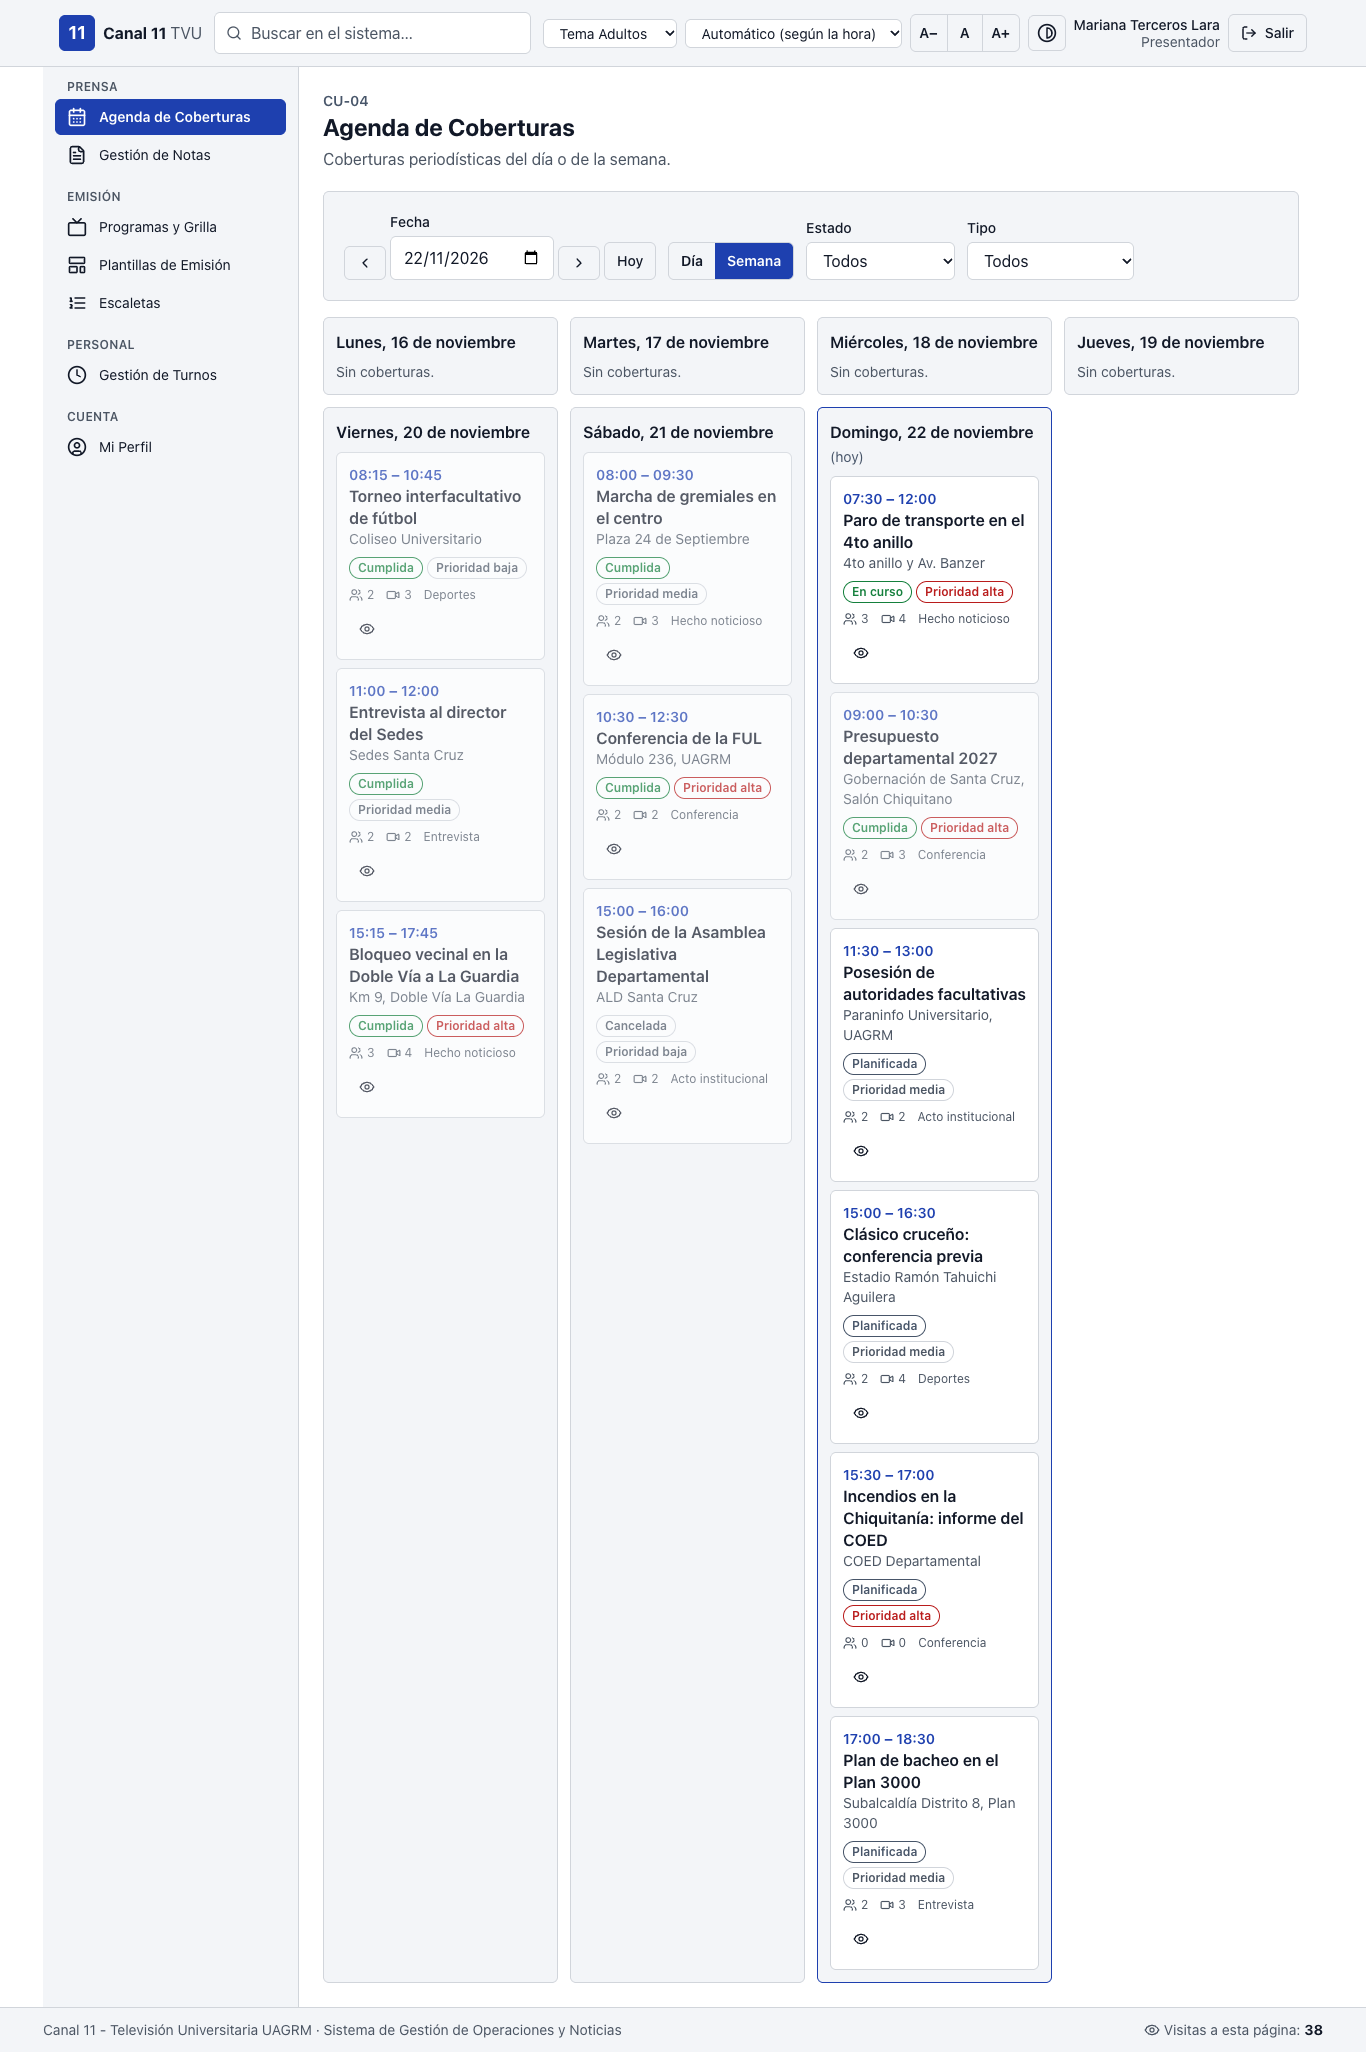 11 Canal 11 TVU
Buscar en el sistema...
Tema Adultos
Automático (según la hora)
A− A A+
Mariana Terceros Lara
Presentador
Salir
PRENSA
Agenda de Coberturas
Gestión de Notas
EMISIÓN
Programas y Grilla
Plantillas de Emisión
Escaletas
PERSONAL
Gestión de Turnos
CUENTA
Mi Perfil
CU-04
Agenda de Coberturas
Coberturas periodísticas del día o de la semana.
Fecha
22/11/2026
Hoy
Día Semana
Estado
Todos
Tipo
Todos
Lunes, 16 de noviembre
Sin coberturas.
Martes, 17 de noviembre
Sin coberturas.
Miércoles, 18 de noviembre
Sin coberturas.
Jueves, 19 de noviembre
Sin coberturas.
Viernes, 20 de noviembre
08:15 – 10:45
Torneo interfacultativo
de fútbol
Coliseo Universitario
Cumplida Prioridad baja
2 3 Deportes
11:00 – 12:00
Entrevista al director
del Sedes
Sedes Santa Cruz
Cumplida
Prioridad media
2 2 Entrevista
15:15 – 17:45
Bloqueo vecinal en la
Doble Vía a La Guardia
Km 9, Doble Vía La Guardia
Cumplida Prioridad alta
3 4 Hecho noticioso
Sábado, 21 de noviembre
08:00 – 09:30
Marcha de gremiales en
el centro
Plaza 24 de Septiembre
Cumplida
Prioridad media
2 3 Hecho noticioso
10:30 – 12:30
Conferencia de la FUL
Módulo 236, UAGRM
Cumplida Prioridad alta
2 2 Conferencia
15:00 – 16:00
Sesión de la Asamblea
Legislativa
Departamental
ALD Santa Cruz
Cancelada
Prioridad baja
2 2 Acto institucional
Domingo, 22 de noviembre
(hoy)
07:30 – 12:00
Paro de transporte en el
4to anillo
4to anillo y Av. Banzer
En curso Prioridad alta
3 4 Hecho noticioso
09:00 – 10:30
Presupuesto
departamental 2027
Gobernación de Santa Cruz,
Salón Chiquitano
Cumplida Prioridad alta
2 3 Conferencia
11:30 – 13:00
Posesión de
autoridades facultativas
Paraninfo Universitario,
UAGRM
Planificada
Prioridad media
2 2 Acto institucional
15:00 – 16:30
Clásico cruceño:
conferencia previa
Estadio Ramón Tahuichi
Aguilera
Planificada
Prioridad media
2 4 Deportes
15:30 – 17:00
Incendios en la
Chiquitanía: informe del
COED
COED Departamental
Planificada
Prioridad alta
0 0 Conferencia
17:00 – 18:30
Plan de bacheo en el
Plan 3000
Subalcaldía Distrito 8, Plan
3000
Planificada
Prioridad media
2 3 Entrevista
Canal 11 - Televisión Universitaria UAGRM · Sistema de Gestión de Operaciones y Noticias
Visitas a esta página: 38